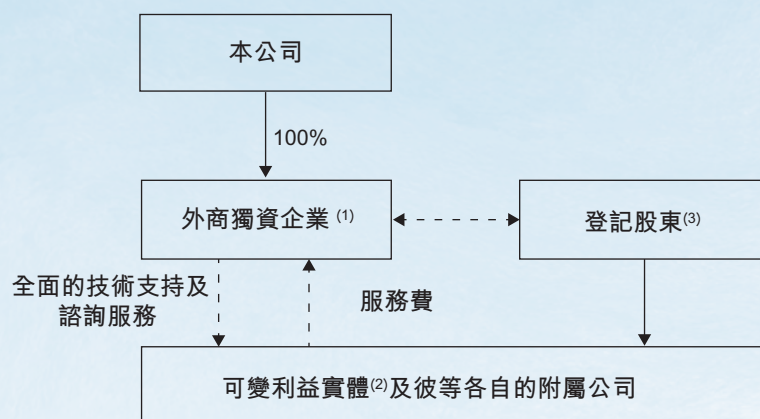 本公司
100%
外商獨資企業 (1)
登記股東(3)
全面的技術支持及
諮詢服務
服務費
可變利益實體(2)及彼等各自的附屬公司